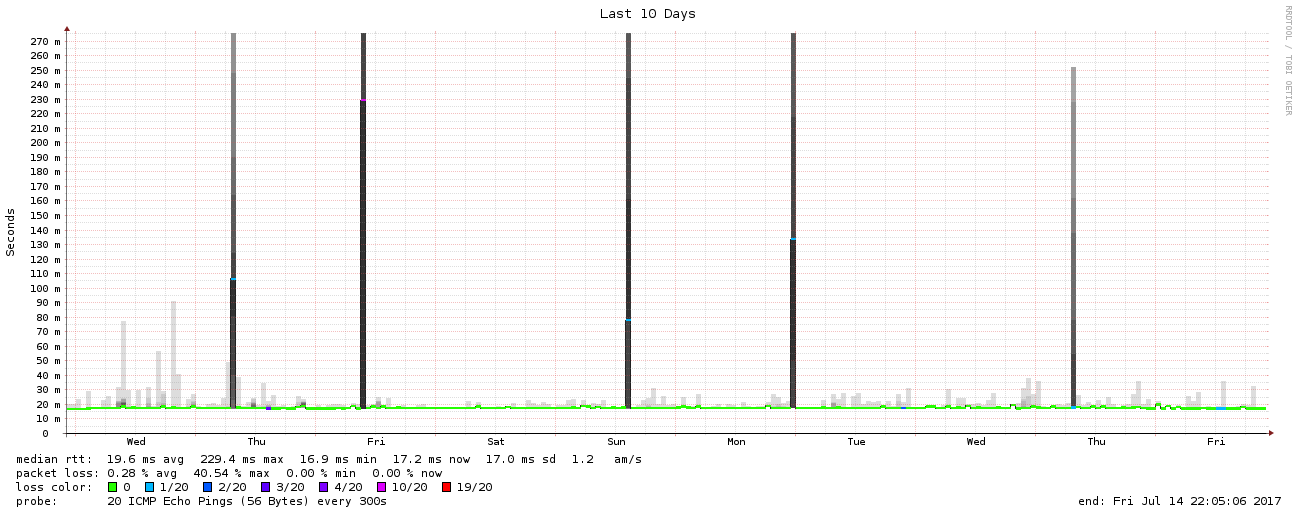 Last 10 Days
RRDTOOL / TOBI OETIKER
Seconds
270 m
260 m
250 m
240 m
230 m
220 m
210 m
200 m
190 m
180 m
170 m
160 m
150 m
140 m
130 m
120 m
110 m
100 m
90 m
80 m
70 m
60 m
50 m
40 m
30 m
20 m
10 m
0
Wed Thu Fri Sat Sun Mon Tue Wed Thu Fri
median rtt: 19.6 ms avg 229.4 ms max 16.9 ms min 17.2 ms now 17.0 ms sd 1.2 am/s
packet loss: 0.28 % avg 40.54 % max 0.00 % min 0.00 % now
loss color: 0 1/20 2/20 3/20 4/20 10/20 19/20
probe: 20 ICMP Echo Pings (56 Bytes) every 300s end: Fri Jul 14 22:05:06 2017